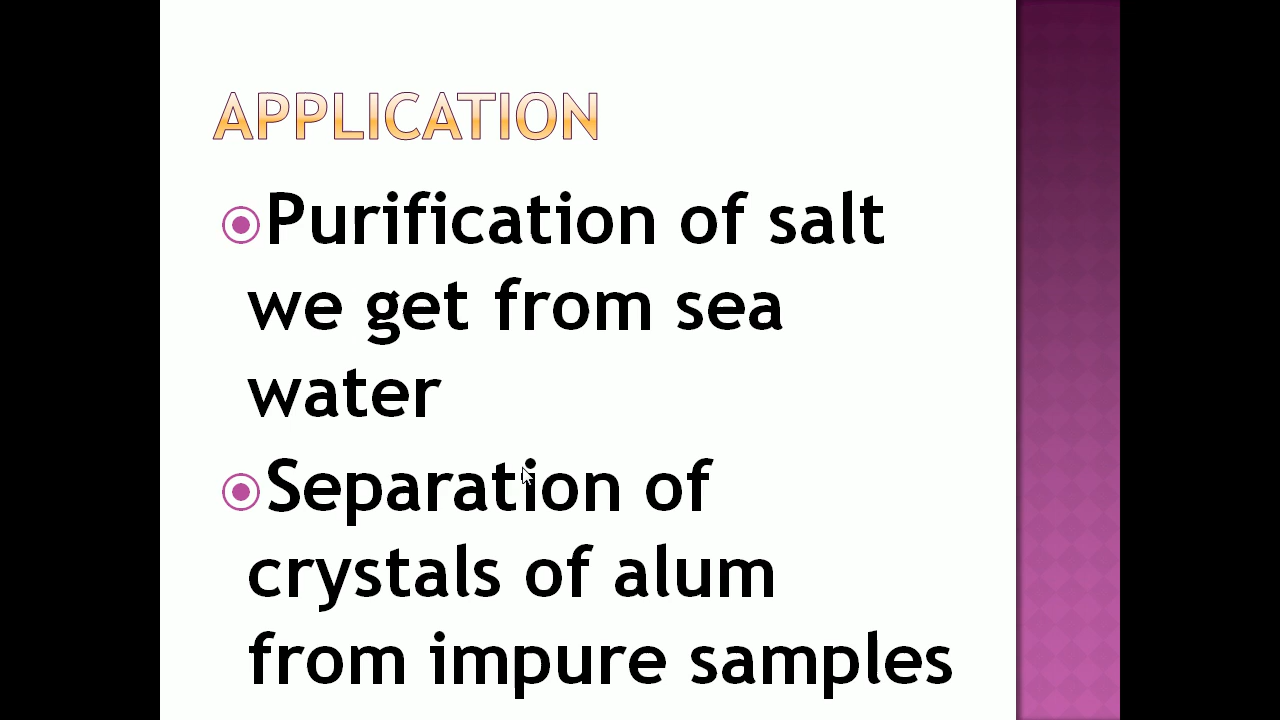 APPLICATION
Purification of salt
we get from sea
water
Separation of
crystals of alum
from impure samples